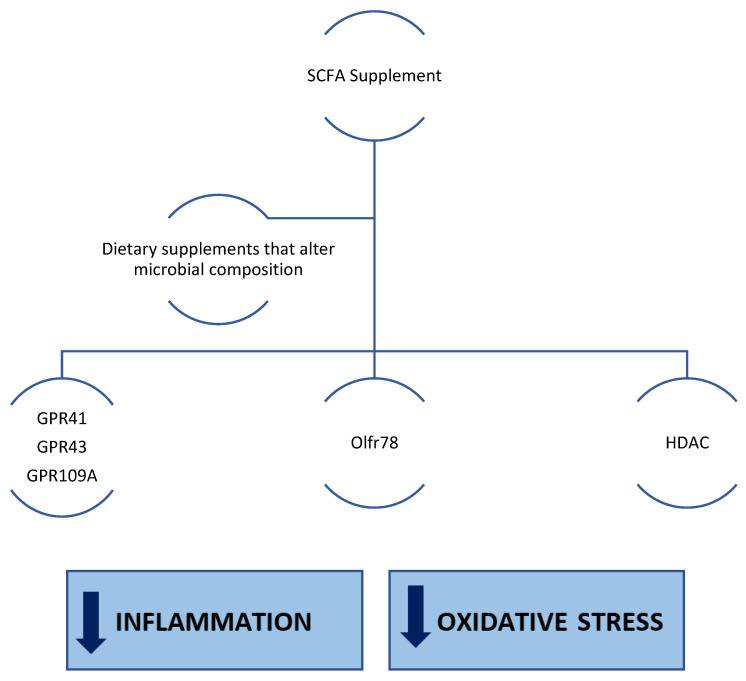 SCFA Supplement
Dietary supplements that alter
microbial composition
GPR41
GPR43
GPR109A
Olfr78
HDAC
INFLAMMATION
OXIDATIVE STRESS